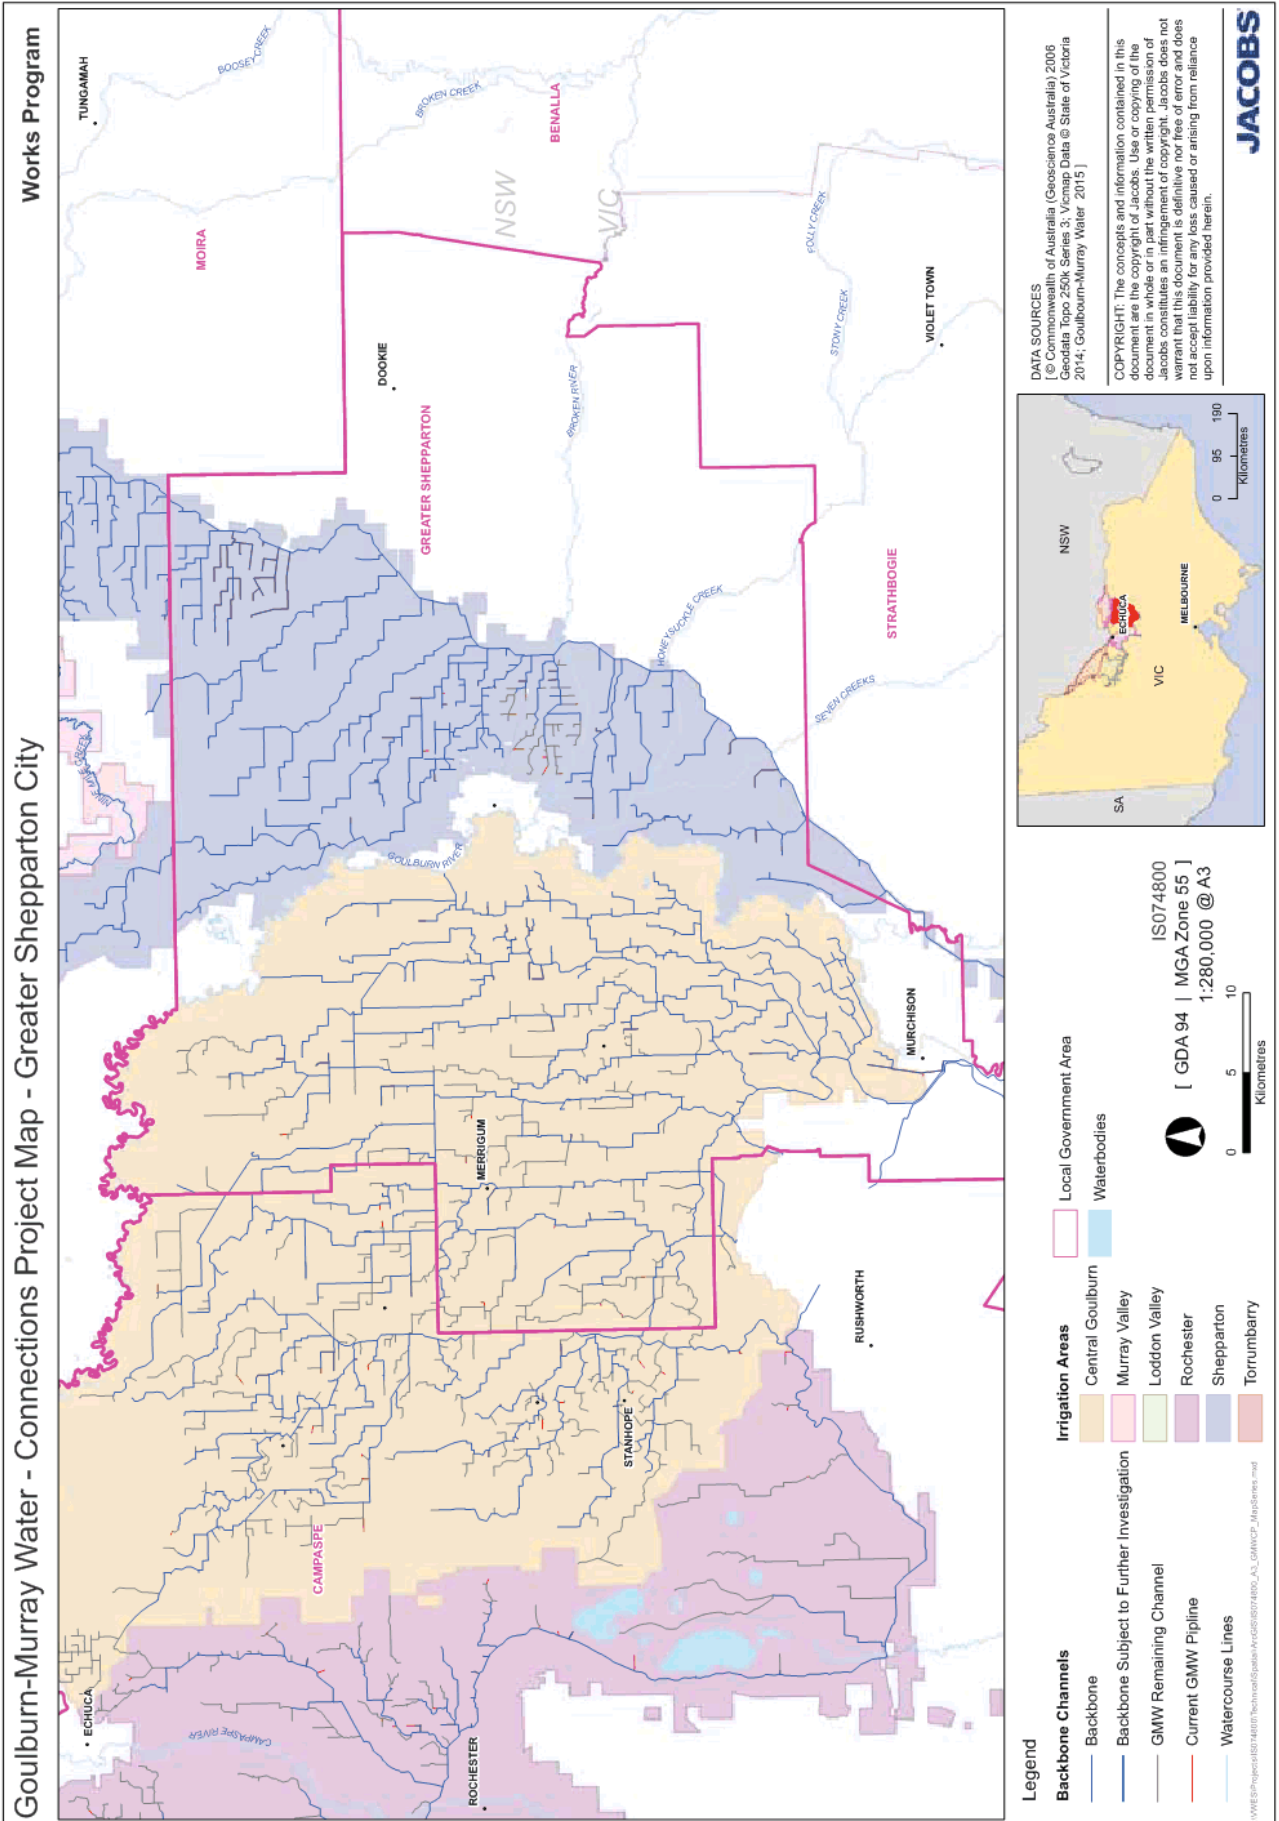 Goulburn-Murray Water - Connections Project Map - Greater Shepparton City
Works Program
TUNGAMAH
BOOSEY CREEK
MOIRA
BROKEN CREEK
BENALLA
NSW
VIC
DOOKIE
GREATER SHEPPARTON
BROKEN RIVER
FOLLY CREEK
STONY CREEK
VIOLET TOWN
STRATHBOGIE
HONEYSUCKLE CREEK
SEVEN CREEKS
NINE MILE CREEK
GOULBURN RIVER
MURCHISON
MERRIGUM
RUSHWORTH
STANHOPE
CAMPASPE
ECHUCA
CAMPASPE RIVER
ROCHESTER
Legend
Backbone Channels
Backbone
Backbone Subject to Further Investigation
GMW Remaining Channel
Current GMW Pipline
Watercourse Lines
Irrigation Areas
Central Goulburn
Murray Valley
Loddon Valley
Rochester
Shepparton
Torrumbarry
Local Government Area
Waterbodies
IS074800
[ GDA 94 | MGA Zone 55 ]
1:280,000 @ A3
0 5 10
Kilometres
SA
NSW
VIC
ECHUCA
MELBOURNE
0 95 190
Kilometres
DATA SOURCES
[ © Commonwealth of Australia (Geoscience Australia) 2006
Geodata Topo 250k Series 3; Vicmap Data © State of Victoria
2014; Goulbourn-Murray Water 2015 ]
COPYRIGHT: The concepts and information contained in this
document are the copyright of Jacobs. Use or copying of the
document in whole or in part without the written permission of
Jacobs constitutes an infringement of copyright. Jacobs does not
warrant that this document is definitive nor free of error and does
not accept liability for any loss caused or arising from reliance
upon information provided herein.
JACOBS